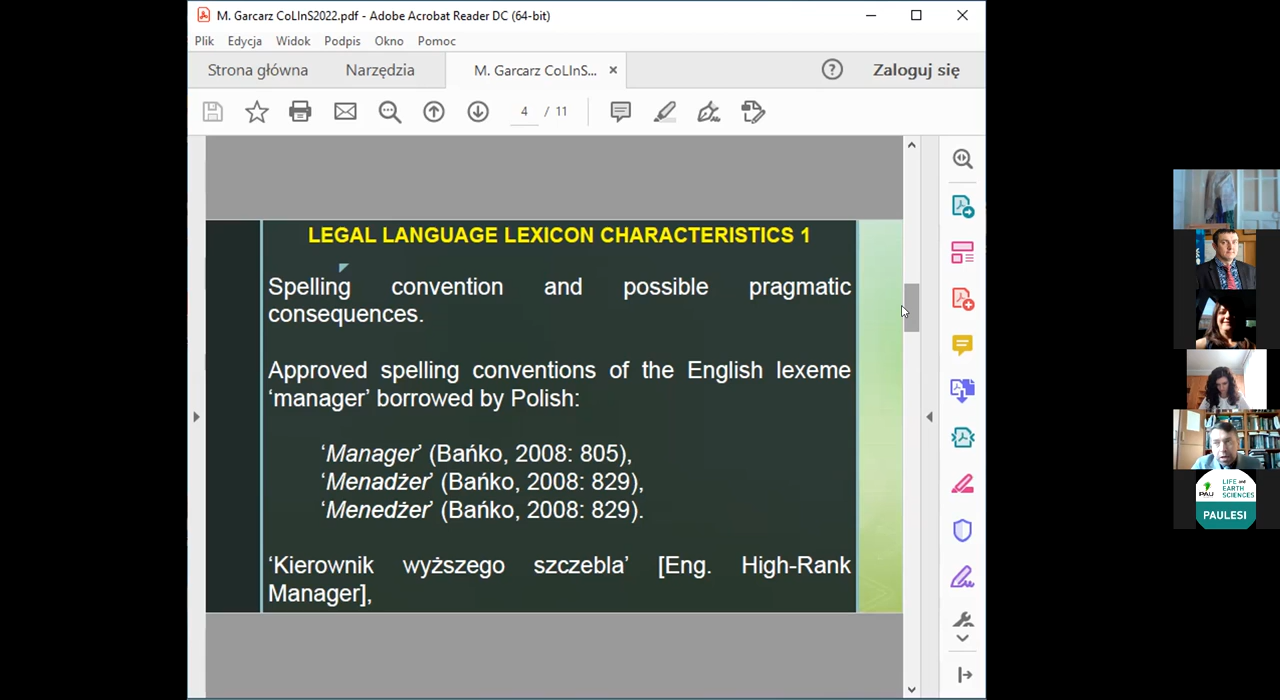 M. Garcarz CoLInS2022.pdf - Adobe Acrobat Reader DC (64-bit)
Plik Edycja Widok Podpis Okno Pomoc
Strona główna Narzędzia M. Garcarz CoLInS... × ? Zaloguj się
4 / 11
LEGAL LANGUAGE LEXICON CHARACTERISTICS 1
Spelling convention and possible pragmatic
consequences.
Approved spelling conventions of the English lexeme
‘manager’ borrowed by Polish:
‘Manager’ (Bańko, 2008: 805),
‘Menadżer’ (Bańko, 2008: 829),
‘Menedżer’ (Bańko, 2008: 829).
‘Kierownik wyższego szczebla’ [Eng. High-Rank
Manager],
PAU
LIFE and
EARTH
SCIENCES
PAULESI